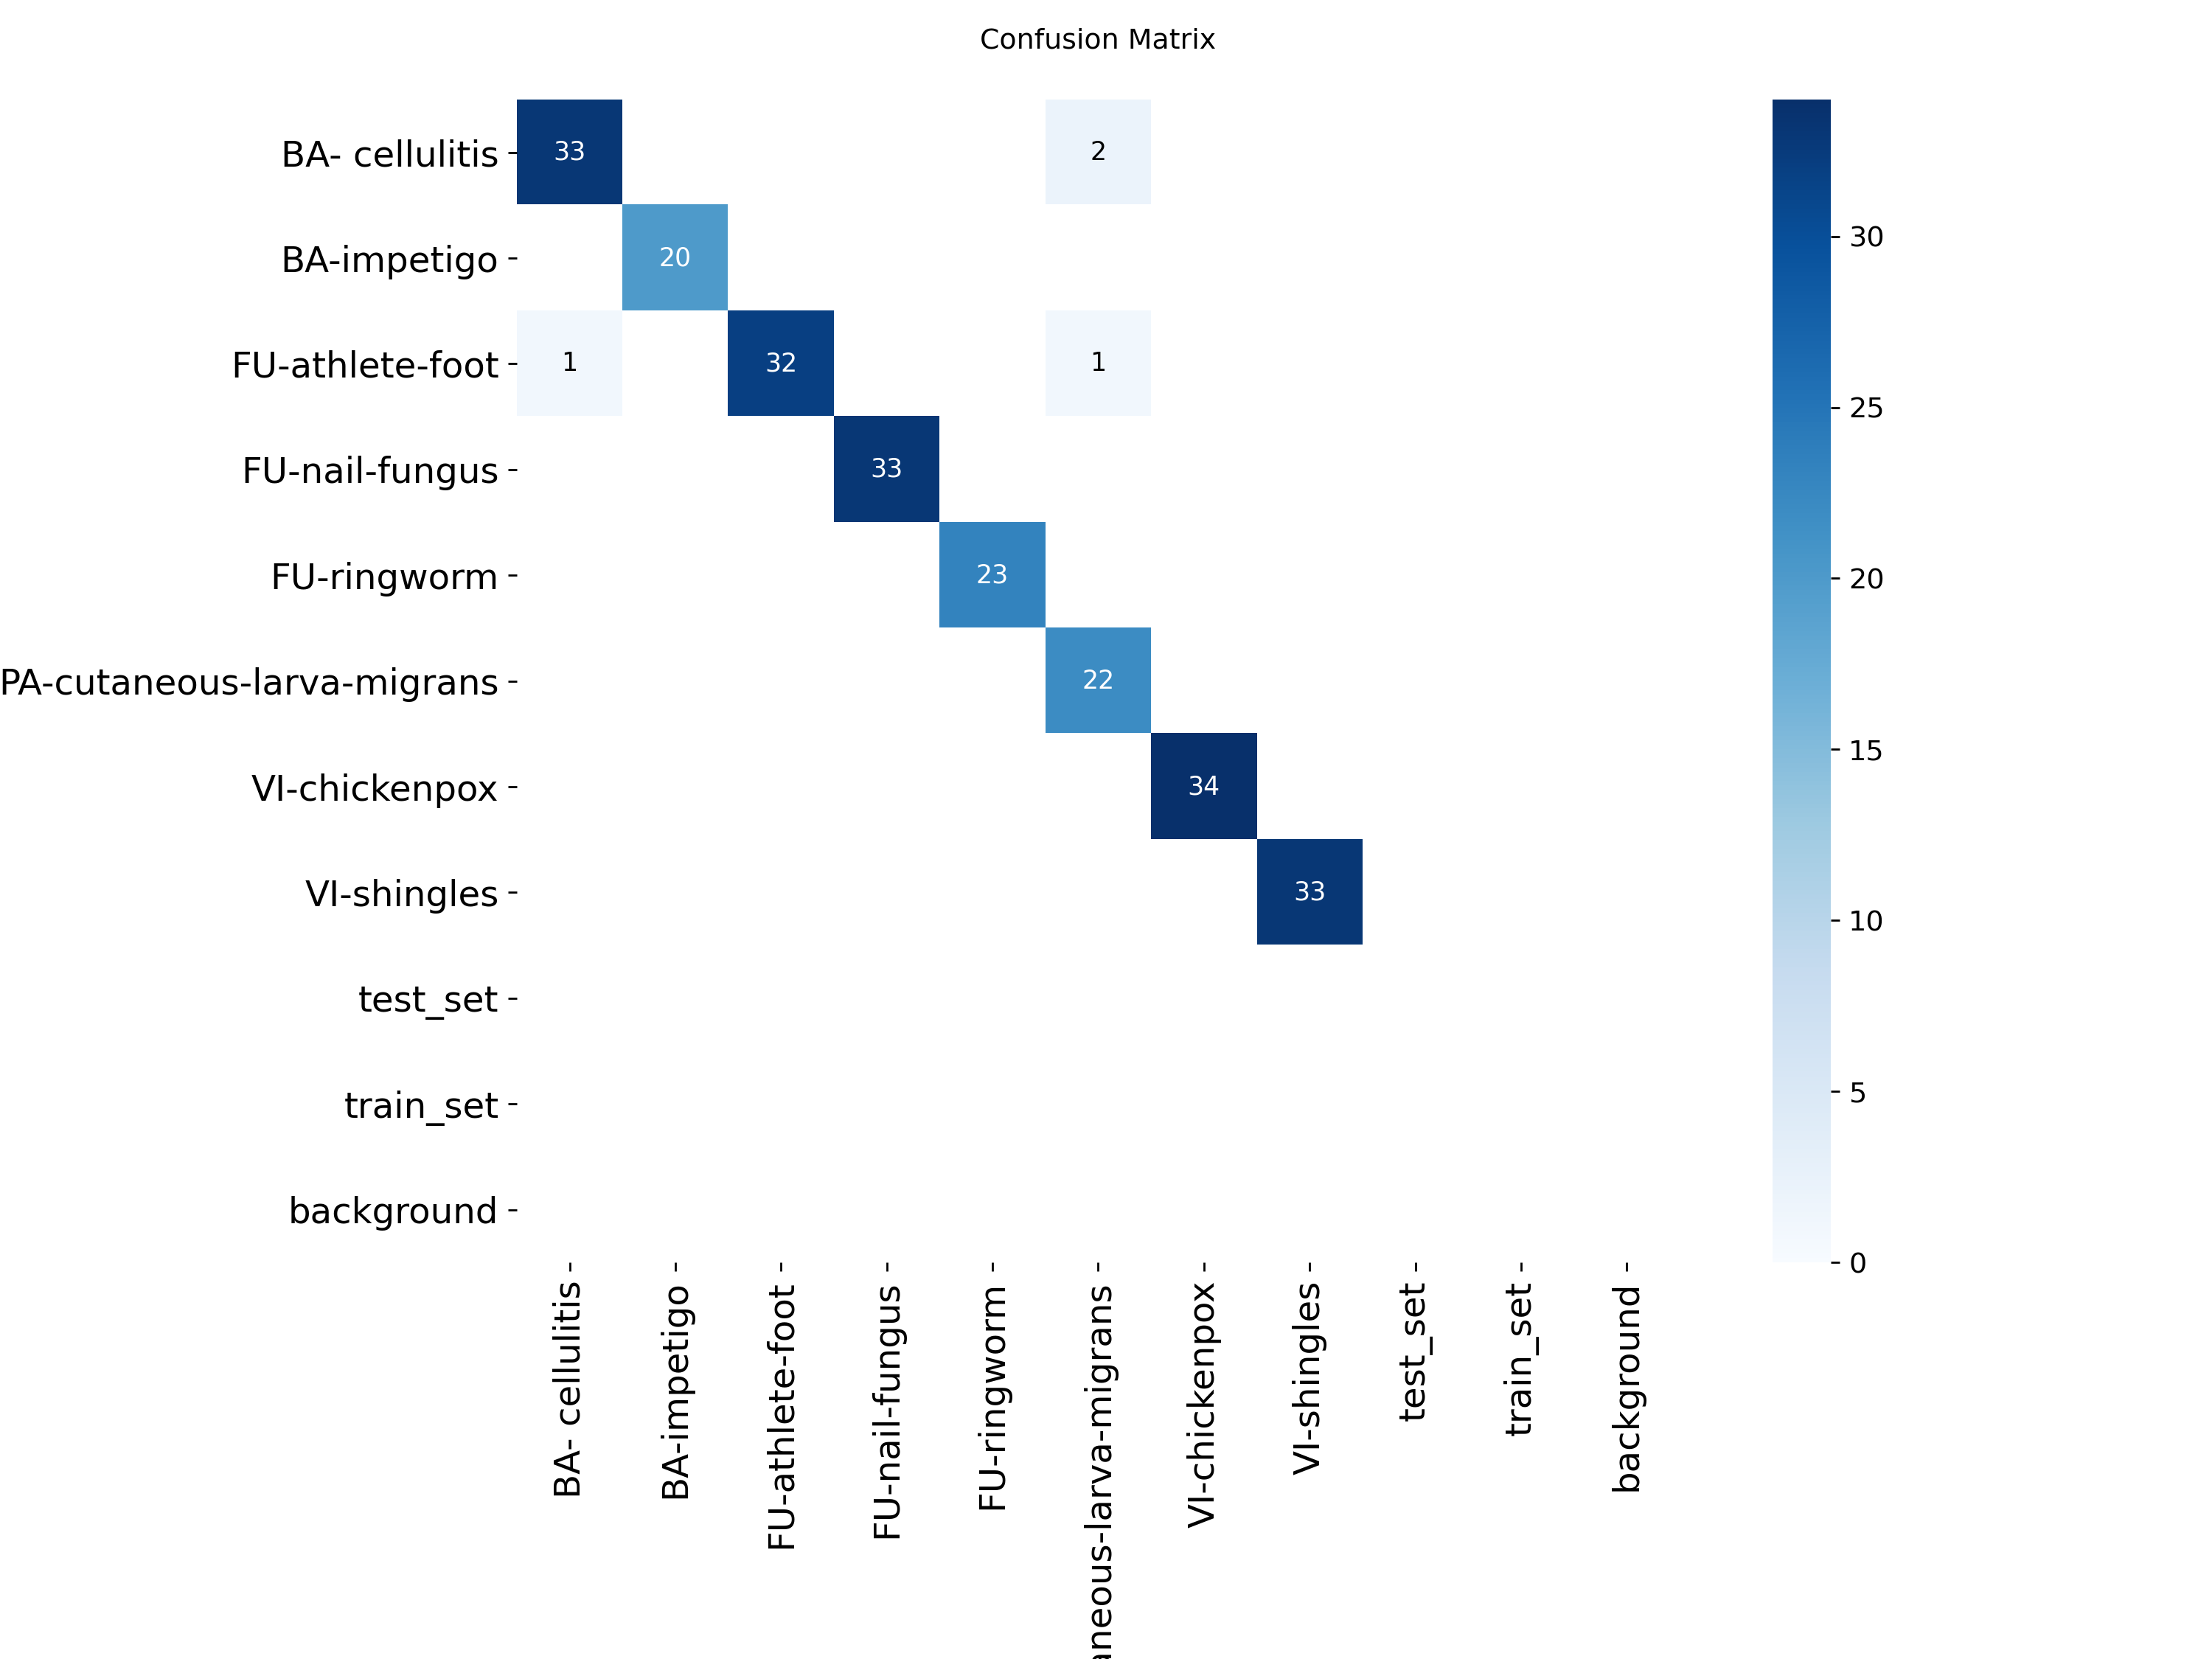 Confusion Matrix
BA- cellulitis
33
2
BA-impetigo
20
FU-athlete-foot
1
32
1
FU-nail-fungus
33
FU-ringworm
23
PA-cutaneous-larva-migrans
22
VI-chickenpox
34
VI-shingles
33
test_set
train_set
background
BA- cellulitis
BA-impetigo
FU-athlete-foot
FU-nail-fungus
FU-ringworm
aneous-larva-migrans
VI-chickenpox
VI-shingles
test_set
train_set
background
30
25
20
15
10
5
0